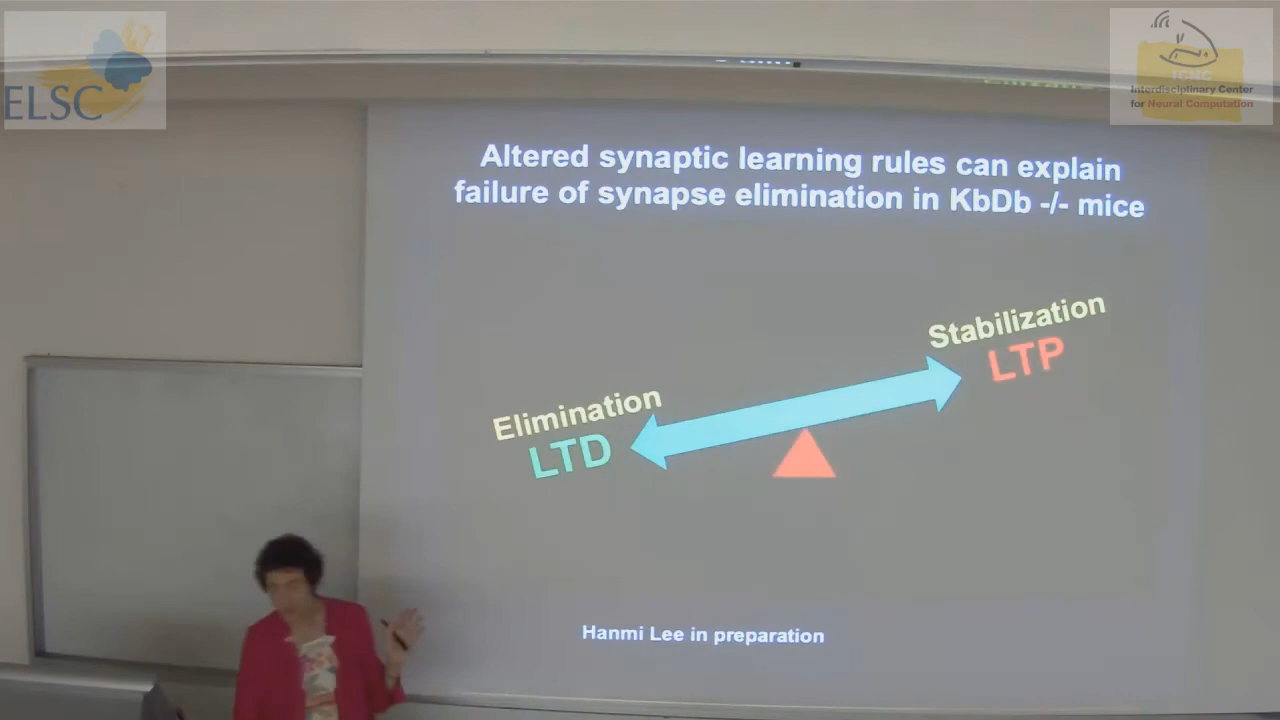 ELSC
ICNC
Interdisciplinary Center
for Neural Computation
Altered synaptic learning rules can explain
failure of synapse elimination in KbDb -/- mice
Stabilization
LTP
Elimination
LTD
Hanmi Lee in preparation